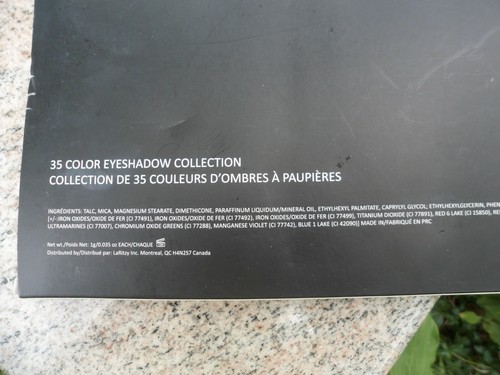 35 COLOR EYESHADOW COLLECTION
COLLECTION DE 35 COULEURS D'OMBRES À PAUPIÈRES
INGRÉDIENTS: TALC, MICA, MAGNESIUM STEARATE, DIMETHICONE, PARAFFINUM LIQUIDUM/MINERAL OIL, ETHYLHEXYL PALMITATE, CAPRYLYL GLYCOL; ETHYLHEXYLGLYCERIN, PHEN
[+/-:IRON OXIDES/OXIDE DE FER (CI 77491), IRON OXIDES/OXIDE DE FER (CI 77492), IRON OXIDES/OXIDE DE FER (CI 77499), TITANIUM DIOXIDE (CI 77891), RED 6 LAKE (CI 15850), RE
ULTRAMARINES (CI 77007), CHROMIUM OXIDE GREENS (CI 77288), MANGANESE VIOLET (CI 77742), BLUE 1 LAKE (CI 42090)] MADE IN/FABRIQUÉ EN PRC
Net wt./Poids Net: 1g/0.035 oz EACH/CHAQUE
Distributed by/Distribué par: LaRitzy Inc. Montreal, QC H4N2S7 Canada